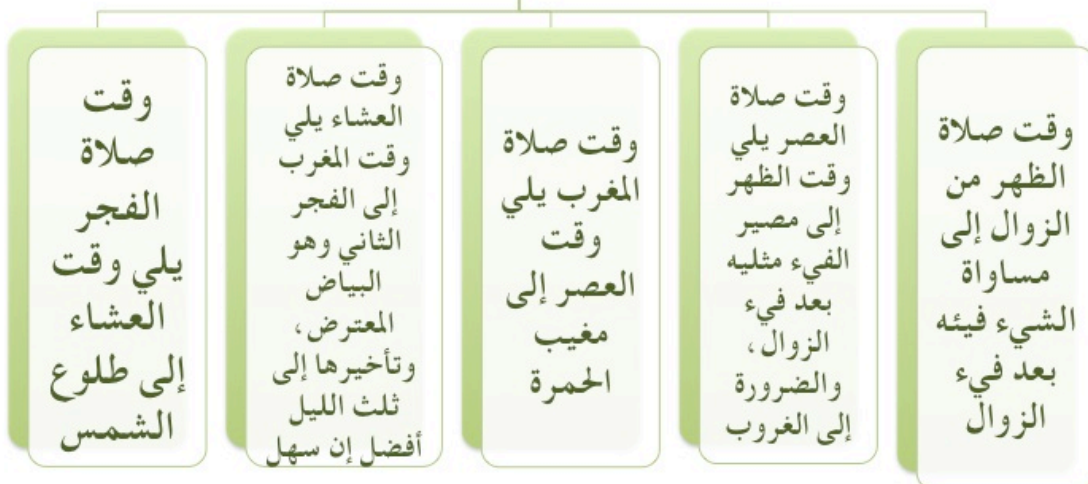 وقت صلاة
الظهر من
الزوال إلى
مساواة
الشيء فيئه
بعد فيء
الزوال
وقت صلاة
العصر يلي
وقت الظهر
إلى مصير
الفيء مثليه
بعد فيء
الزوال،
والضرورة
إلى الغروب
وقت صلاة
المغرب يلي
وقت
العصر إلى
مغيب
الحمرة
وقت صلاة
العشاء يلي
وقت المغرب
إلى الفجر
الثاني وهو
البياض
المعترض،
وتأخيرها إلى
ثلث الليل
أفضل إن سهل
وقت
صلاة
الفجر
يلي وقت
العشاء
إلى طلوع
الشمس